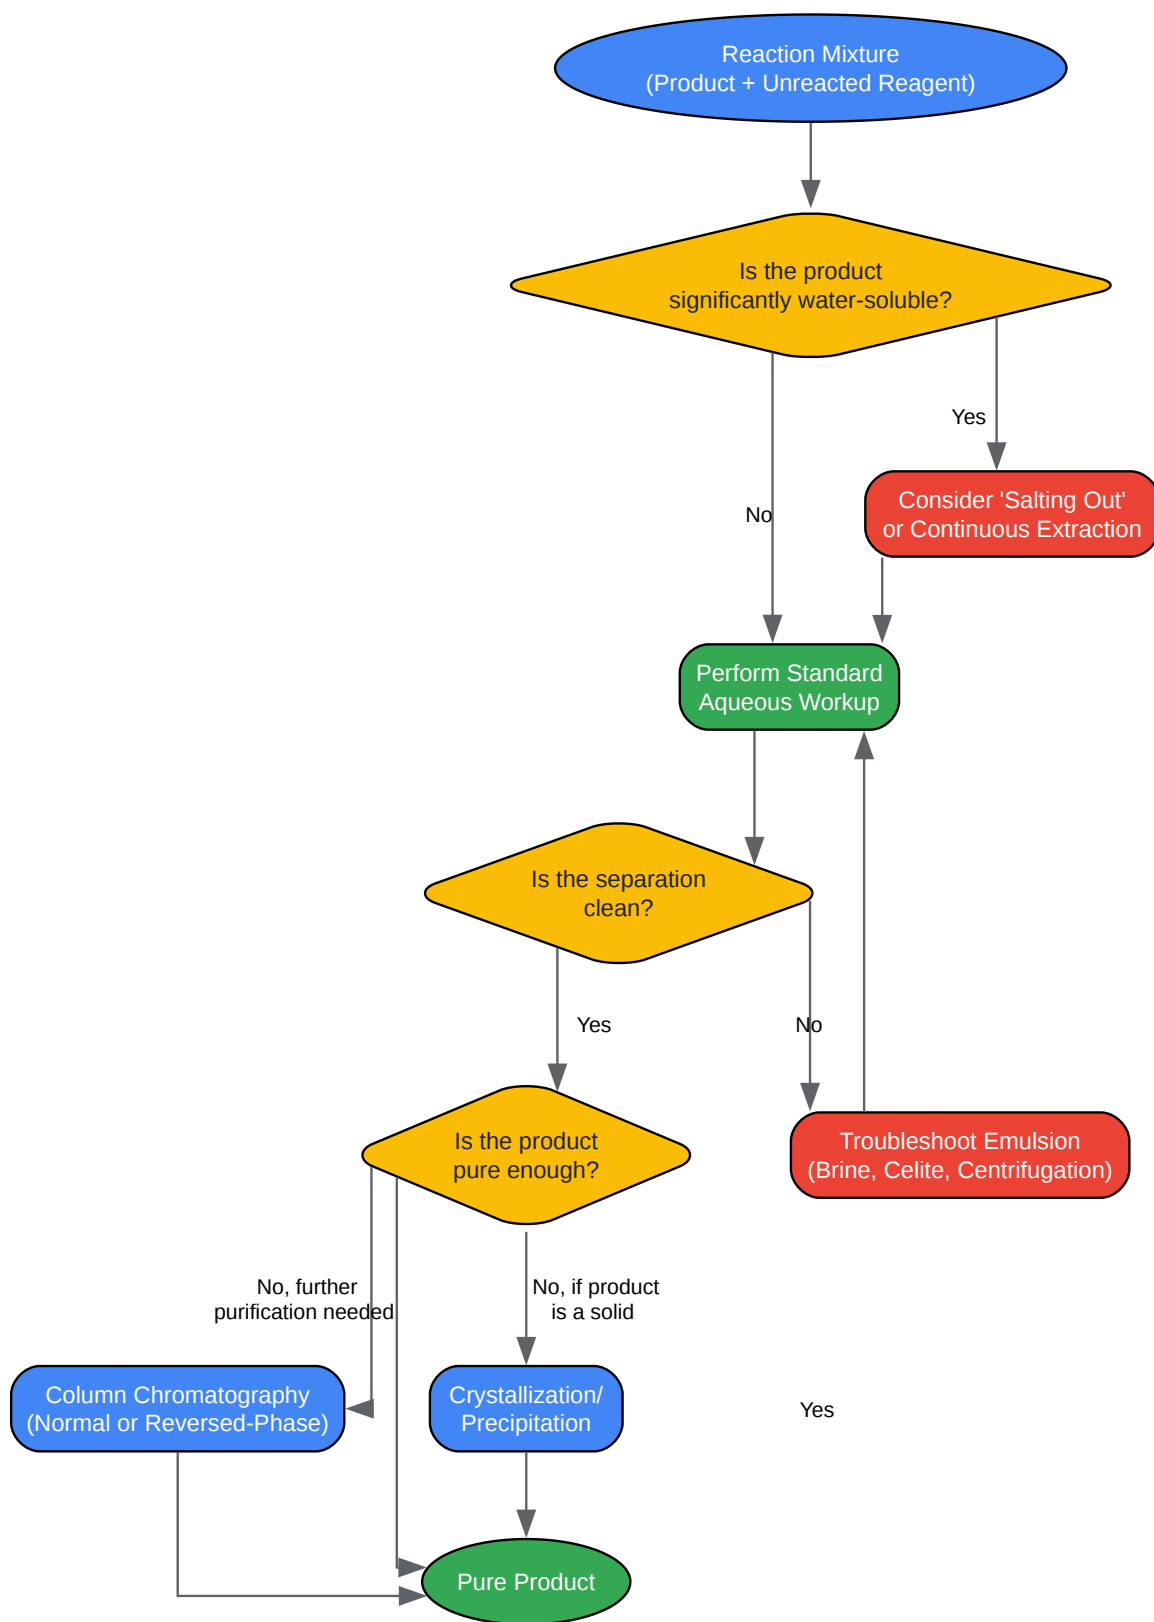 Reaction Mixture
(Product + Unreacted Reagent)
Is the product
significantly water-soluble?
Yes
Consider 'Salting Out'
or Continuous Extraction
No
Perform Standard
Aqueous Workup
Is the separation
clean?
Yes
No
Is the product
pure enough?
Troubleshoot Emulsion
(Brine, Celite, Centrifugation)
No, further
purification needed
No, if product
is a solid
Column Chromatography
(Normal or Reversed-Phase)
Crystallization/
Precipitation
Yes
Pure Product